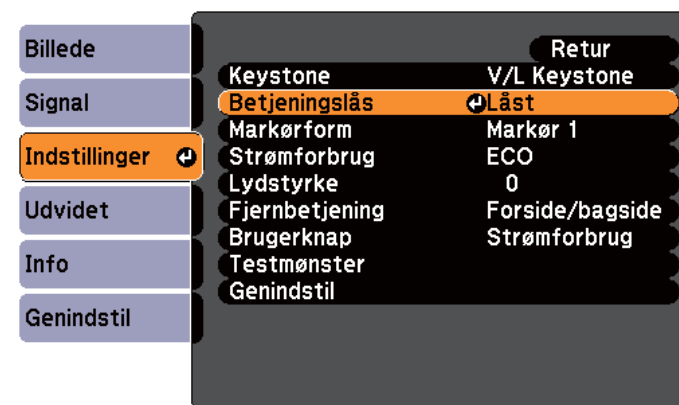 Billede
Signal
Indstillinger
Udvidet
Info
Genindstil
Retur
Keystone V/L Keystone
Betjeningslås Låst
Markørform Markør 1
Strømforbrug ECO
Lydstyrke 0
Fjernbetjening Forside/bagside
Brugerknap Strømforbrug
Testmønster
Genindstil